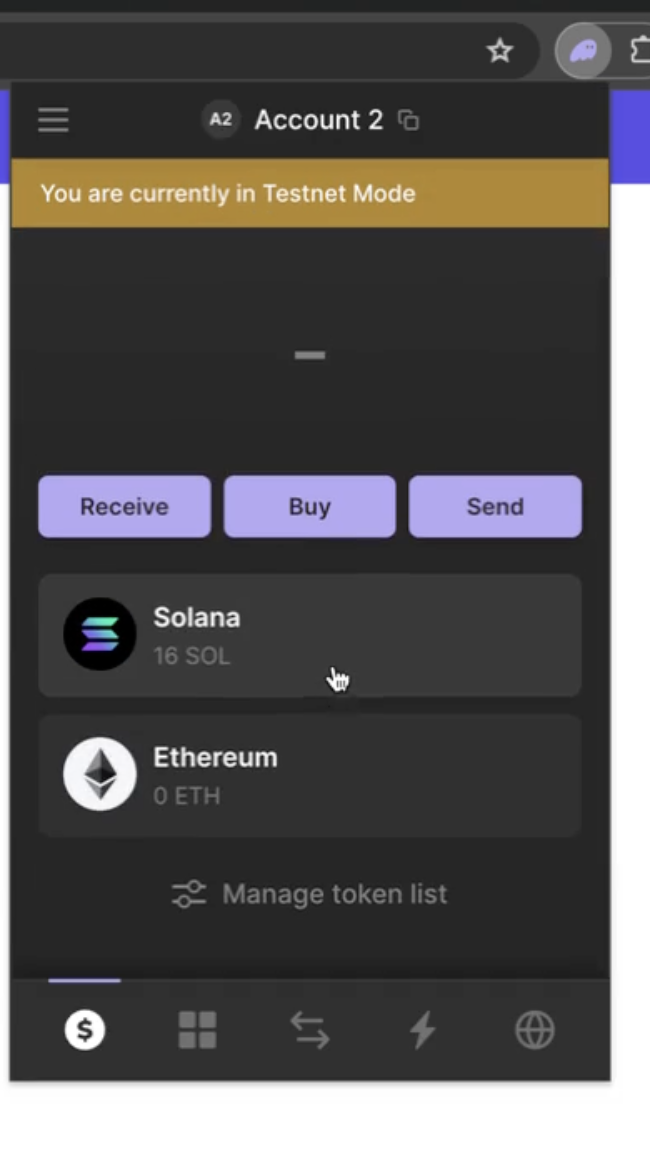 A2 Account 2
You are currently in Testnet Mode
Receive Buy Send
Solana
16 SOL
Ethereum
0 ETH
Manage token list
$